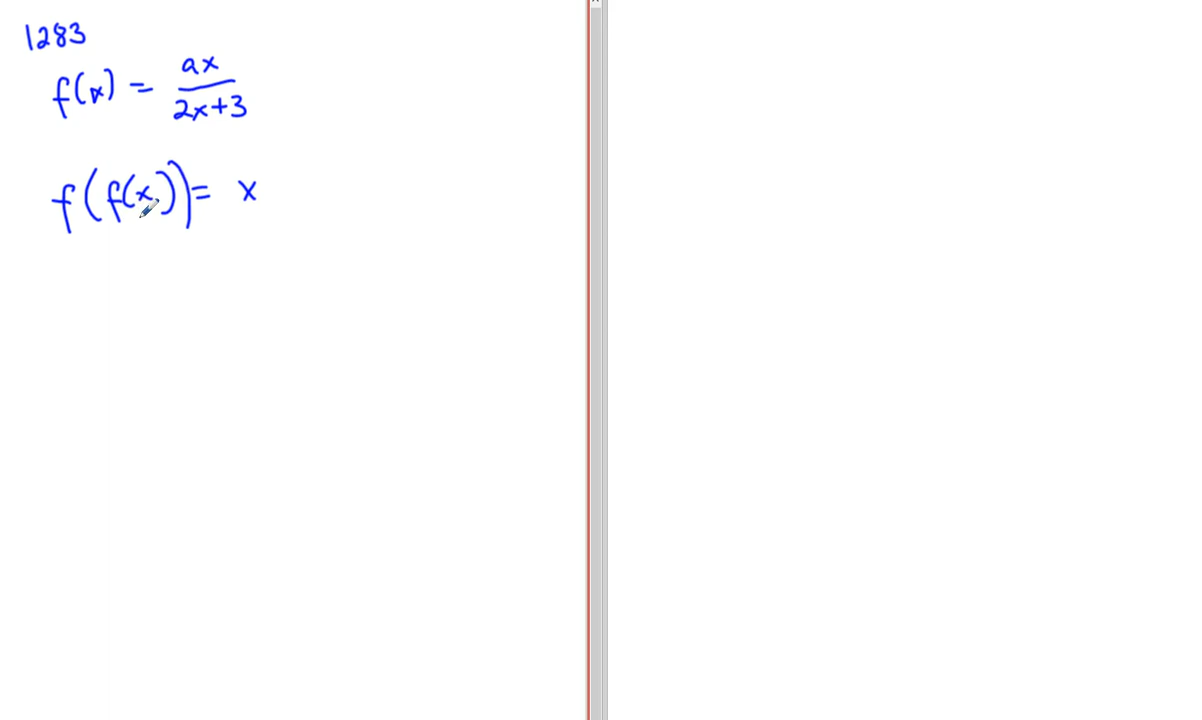 1283
f(x) = ax / 2x+3
f(f(x)) = x